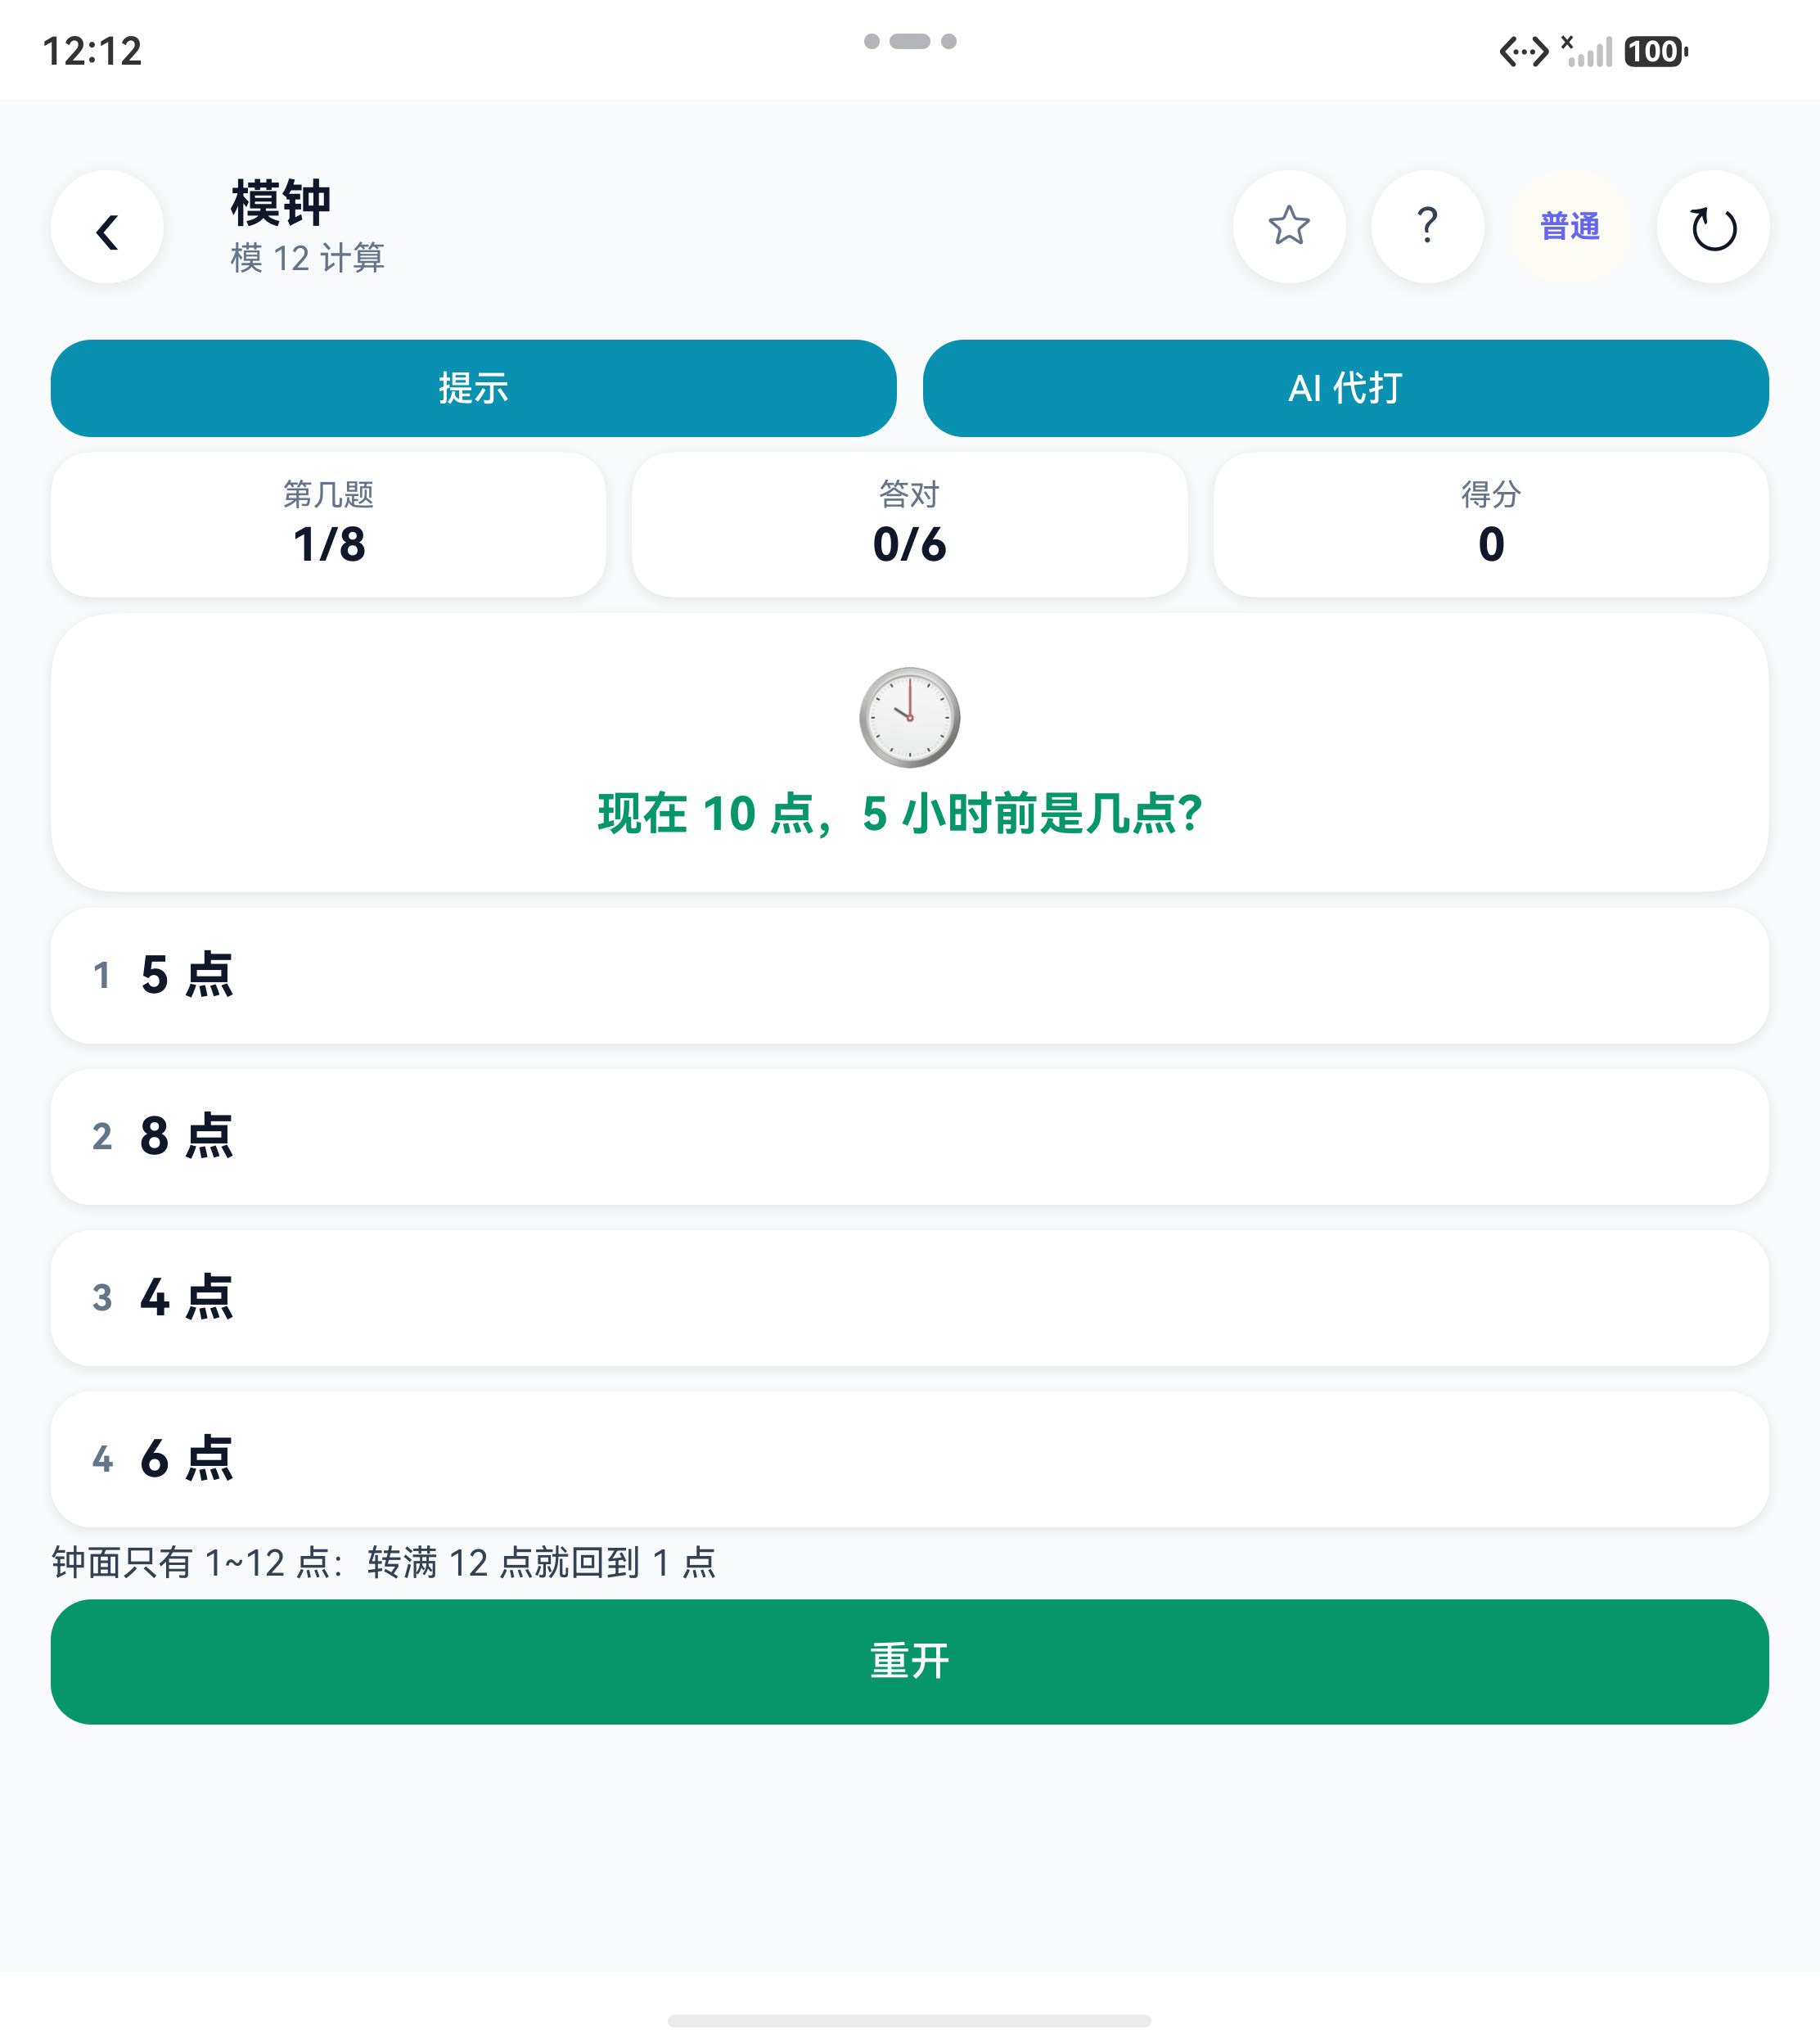 12:12
100
模钟
模 12 计算
?
普通
提示
AI 代打
第几题
1/8
答对
0/6
得分
0
现在 10 点，5 小时前是几点？
1 5 点
2 8 点
3 4 点
4 6 点
钟面只有 1~12 点：转满 12 点就回到 1 点
重开